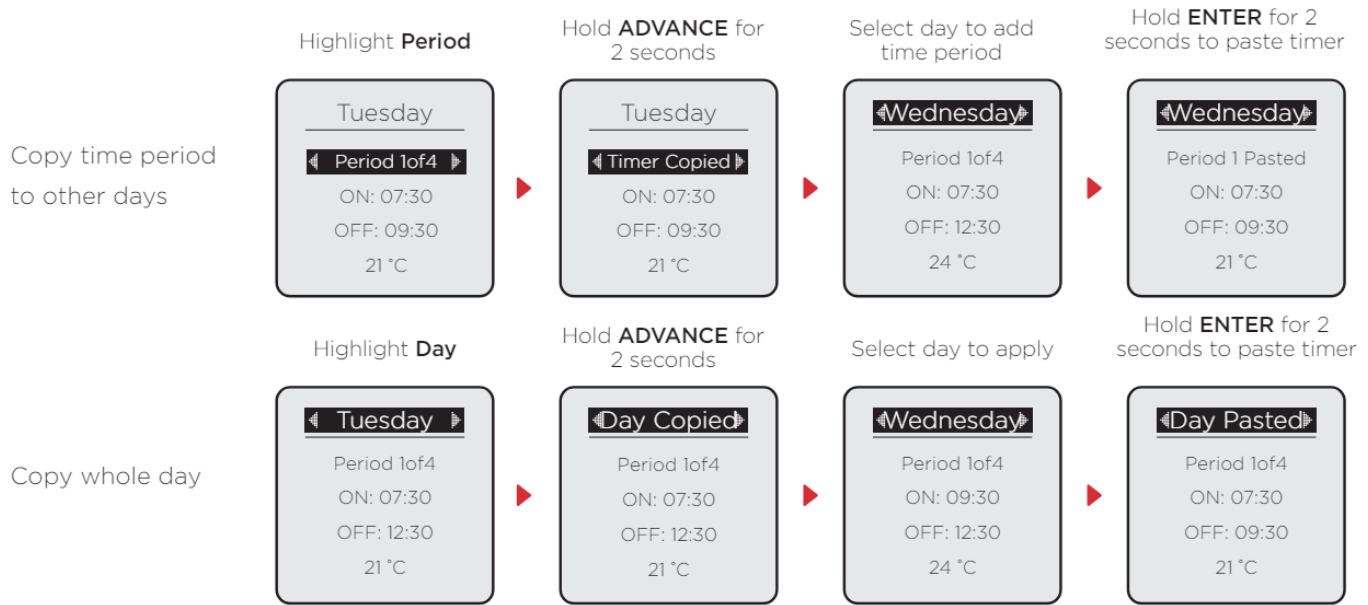 Highlight Period
Hold ADVANCE for
2 seconds
Select day to add
time period
Hold ENTER for 2
seconds to paste timer
Copy time period
to other days
Tuesday
Period 1of4
ON: 07:30
OFF: 09:30
21 °C
Tuesday
Timer Copied
ON: 07:30
OFF: 09:30
21 °C
Wednesday
Period 1of4
ON: 07:30
OFF: 12:30
24 °C
Wednesday
Period 1 Pasted
ON: 07:30
OFF: 09:30
21 °C
Highlight Day
Hold ADVANCE for
2 seconds
Select day to apply
Hold ENTER for 2
seconds to paste timer
Copy whole day
Tuesday
Period 1of4
ON: 07:30
OFF: 12:30
21 °C
Day Copied
Period 1of4
ON: 07:30
OFF: 12:30
21 °C
Wednesday
Period 1of4
ON: 09:30
OFF: 12:30
24 °C
Day Pasted
Period 1of4
ON: 07:30
OFF: 09:30
21 °C